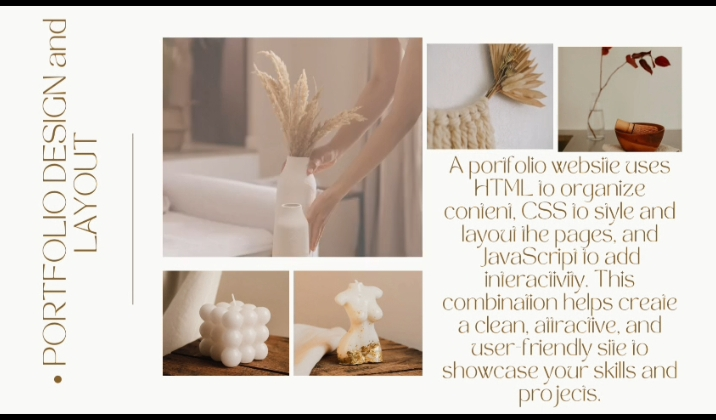 • PORTFOLIO DESIGN and
LAYOUT
A portfolio website uses
HTML to organize
content, CSS to style and
layout the pages, and
JavaScript to add
interactivity. This
combination helps create
a clean, attractive, and
user-friendly site to
showcase your skills and
projects.